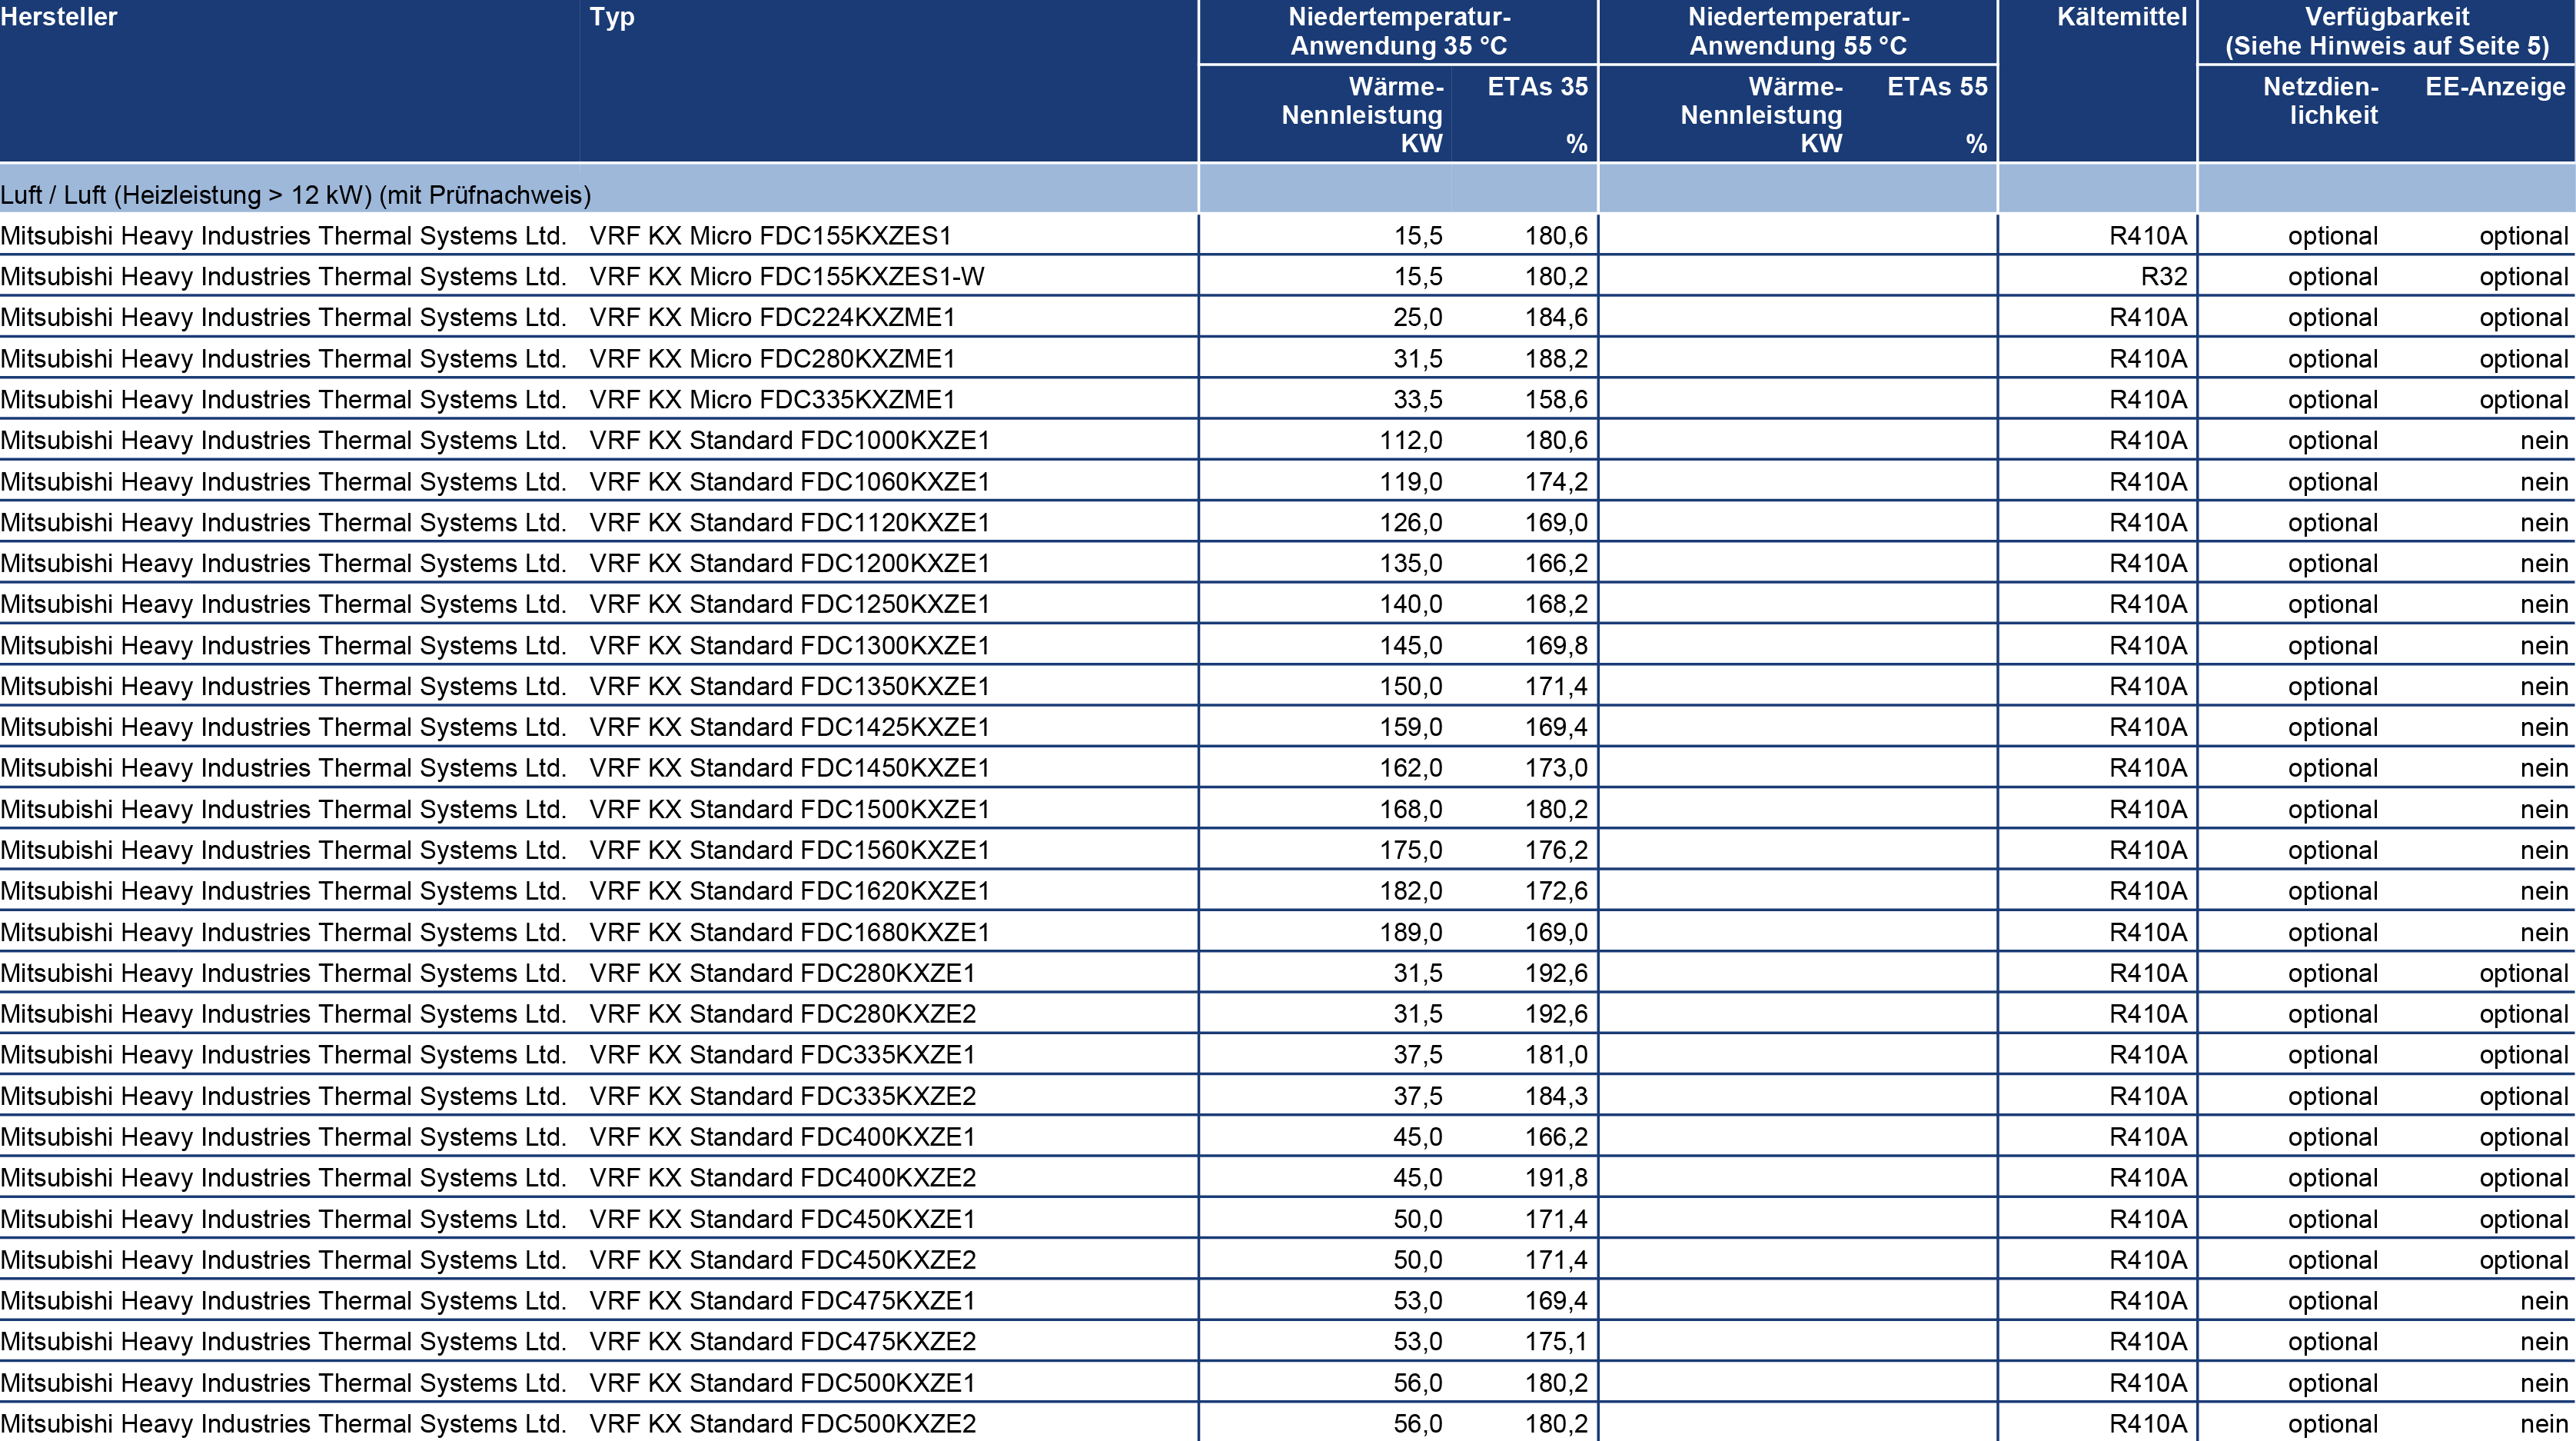 Hersteller Typ Niedertemperatur- Niedertemperatur- Kältemittel Verfügbarkeit
Anwendung 35 °C Anwendung 55 °C (Siehe Hinweis auf Seite 5)
Wärme- ETAs 35 Wärme- ETAs 55 Netzdien- EE-Anzeige
Nennleistung Nennleistung lichkeit
KW % KW %
Luft / Luft (Heizleistung > 12 kW) (mit Prüfnachweis)
Mitsubishi Heavy Industries Thermal Systems Ltd. VRF KX Micro FDC155KXZES1 15,5 180,6 R410A optional optional
Mitsubishi Heavy Industries Thermal Systems Ltd. VRF KX Micro FDC155KXZES1-W 15,5 180,2 R32 optional optional
Mitsubishi Heavy Industries Thermal Systems Ltd. VRF KX Micro FDC224KXZME1 25,0 184,6 R410A optional optional
Mitsubishi Heavy Industries Thermal Systems Ltd. VRF KX Micro FDC280KXZME1 31,5 188,2 R410A optional optional
Mitsubishi Heavy Industries Thermal Systems Ltd. VRF KX Micro FDC335KXZME1 33,5 158,6 R410A optional optional
Mitsubishi Heavy Industries Thermal Systems Ltd. VRF KX Standard FDC1000KXZE1 112,0 180,6 R410A optional nein
Mitsubishi Heavy Industries Thermal Systems Ltd. VRF KX Standard FDC1060KXZE1 119,0 174,2 R410A optional nein
Mitsubishi Heavy Industries Thermal Systems Ltd. VRF KX Standard FDC1120KXZE1 126,0 169,0 R410A optional nein
Mitsubishi Heavy Industries Thermal Systems Ltd. VRF KX Standard FDC1200KXZE1 135,0 166,2 R410A optional nein
Mitsubishi Heavy Industries Thermal Systems Ltd. VRF KX Standard FDC1250KXZE1 140,0 168,2 R410A optional nein
Mitsubishi Heavy Industries Thermal Systems Ltd. VRF KX Standard FDC1300KXZE1 145,0 169,8 R410A optional nein
Mitsubishi Heavy Industries Thermal Systems Ltd. VRF KX Standard FDC1350KXZE1 150,0 171,4 R410A optional nein
Mitsubishi Heavy Industries Thermal Systems Ltd. VRF KX Standard FDC1425KXZE1 159,0 169,4 R410A optional nein
Mitsubishi Heavy Industries Thermal Systems Ltd. VRF KX Standard FDC1450KXZE1 162,0 173,0 R410A optional nein
Mitsubishi Heavy Industries Thermal Systems Ltd. VRF KX Standard FDC1500KXZE1 168,0 180,2 R410A optional nein
Mitsubishi Heavy Industries Thermal Systems Ltd. VRF KX Standard FDC1560KXZE1 175,0 176,2 R410A optional nein
Mitsubishi Heavy Industries Thermal Systems Ltd. VRF KX Standard FDC1620KXZE1 182,0 172,6 R410A optional nein
Mitsubishi Heavy Industries Thermal Systems Ltd. VRF KX Standard FDC1680KXZE1 189,0 169,0 R410A optional nein
Mitsubishi Heavy Industries Thermal Systems Ltd. VRF KX Standard FDC280KXZE1 31,5 192,6 R410A optional optional
Mitsubishi Heavy Industries Thermal Systems Ltd. VRF KX Standard FDC280KXZE2 31,5 192,6 R410A optional optional
Mitsubishi Heavy Industries Thermal Systems Ltd. VRF KX Standard FDC335KXZE1 37,5 181,0 R410A optional optional
Mitsubishi Heavy Industries Thermal Systems Ltd. VRF KX Standard FDC335KXZE2 37,5 184,3 R410A optional optional
Mitsubishi Heavy Industries Thermal Systems Ltd. VRF KX Standard FDC400KXZE1 45,0 166,2 R410A optional optional
Mitsubishi Heavy Industries Thermal Systems Ltd. VRF KX Standard FDC400KXZE2 45,0 191,8 R410A optional optional
Mitsubishi Heavy Industries Thermal Systems Ltd. VRF KX Standard FDC450KXZE1 50,0 171,4 R410A optional optional
Mitsubishi Heavy Industries Thermal Systems Ltd. VRF KX Standard FDC450KXZE2 50,0 171,4 R410A optional optional
Mitsubishi Heavy Industries Thermal Systems Ltd. VRF KX Standard FDC475KXZE1 53,0 169,4 R410A optional nein
Mitsubishi Heavy Industries Thermal Systems Ltd. VRF KX Standard FDC475KXZE2 53,0 175,1 R410A optional nein
Mitsubishi Heavy Industries Thermal Systems Ltd. VRF KX Standard FDC500KXZE1 56,0 180,2 R410A optional nein
Mitsubishi Heavy Industries Thermal Systems Ltd. VRF KX Standard FDC500KXZE2 56,0 180,2 R410A optional nein